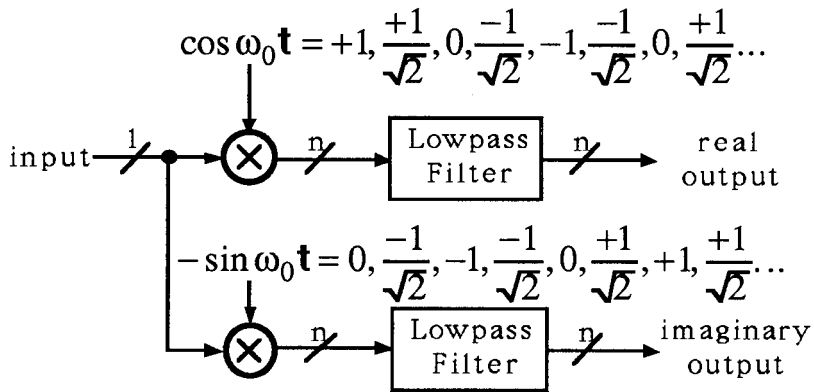 cos ω₀t = +1, +1/√2, 0, -1/√2, -1, -1/√2, 0, +1/√2...
input
1
n
Lowpass
Filter
n
real
output
-sin ω₀t = 0, -1/√2, -1, -1/√2, 0, +1/√2, +1, +1/√2...
n
Lowpass
Filter
n
imaginary
output